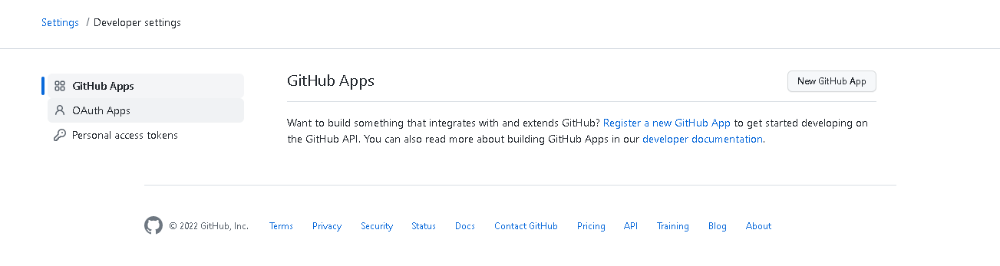 Settings / Developer settings
GitHub Apps
OAuth Apps
Personal access tokens
GitHub Apps
New GitHub App
Want to build something that integrates with and extends GitHub? Register a new GitHub App to get started developing on
the GitHub API. You can also read more about building GitHub Apps in our developer documentation.
© 2022 GitHub, Inc. Terms Privacy Security Status Docs Contact GitHub Pricing API Training Blog About